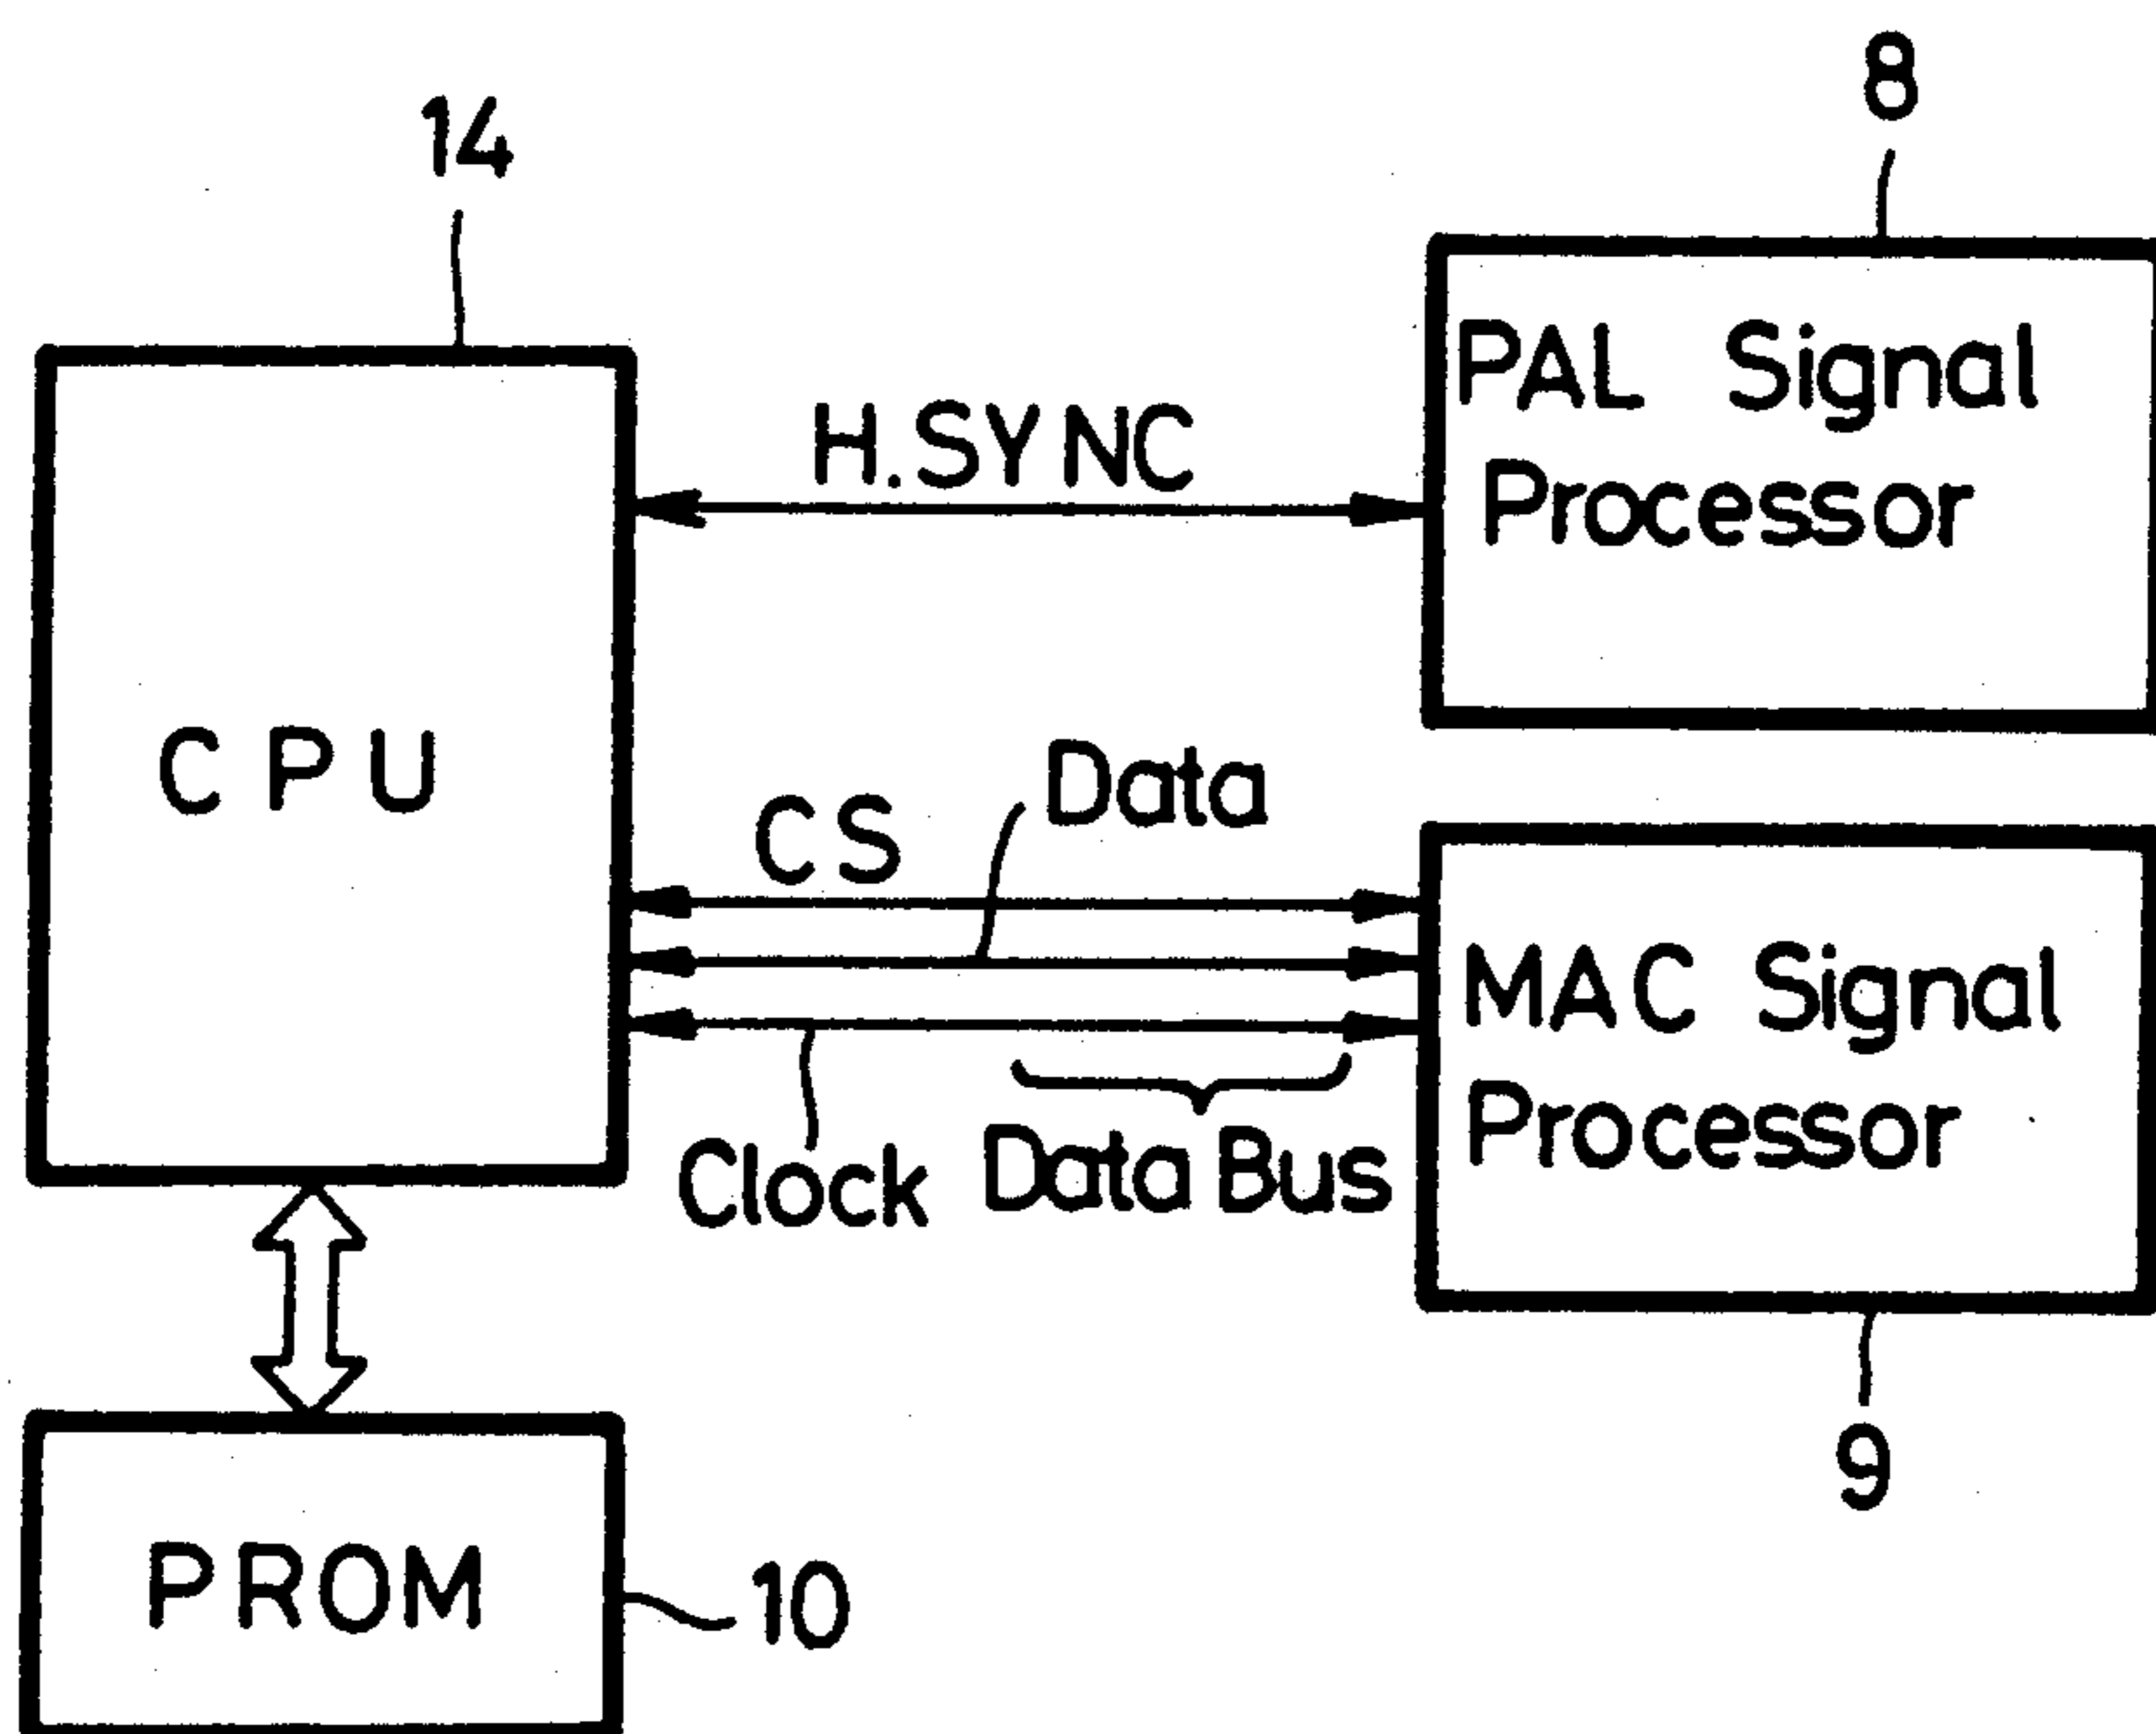 14
8
PAL Signal
Processor
H.SYNC
CPU
Data
CS
MAC Signal
Processor
Clock
Data Bus
9
PROM
10